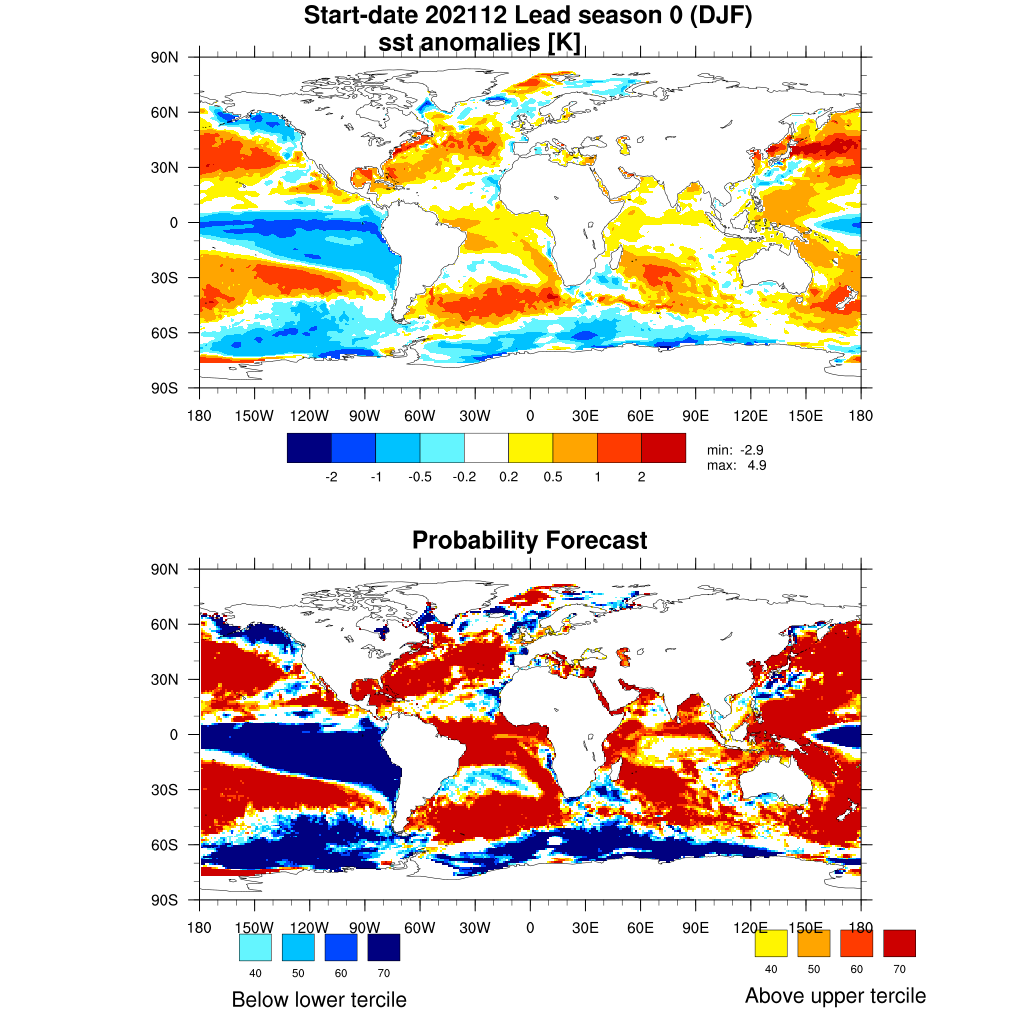 Start-date 202112 Lead season 0 (DJF)
sst anomalies [K]
90N
60N
30N
0
30S
60S
90S
180 150W 120W 90W 60W 30W 0 30E 60E 90E 120E 150E 180
-2 -1 -0.5 -0.2 0.2 0.5 1 2
min: -2.9
max: 4.9
Probability Forecast
90N
60N
30N
0
30S
60S
90S
180 150W 120W 90W 60W 30W 0 30E 60E 90E 120E 150E 180
40 50 60 70
Below lower tercile
40 50 60 70
Above upper tercile